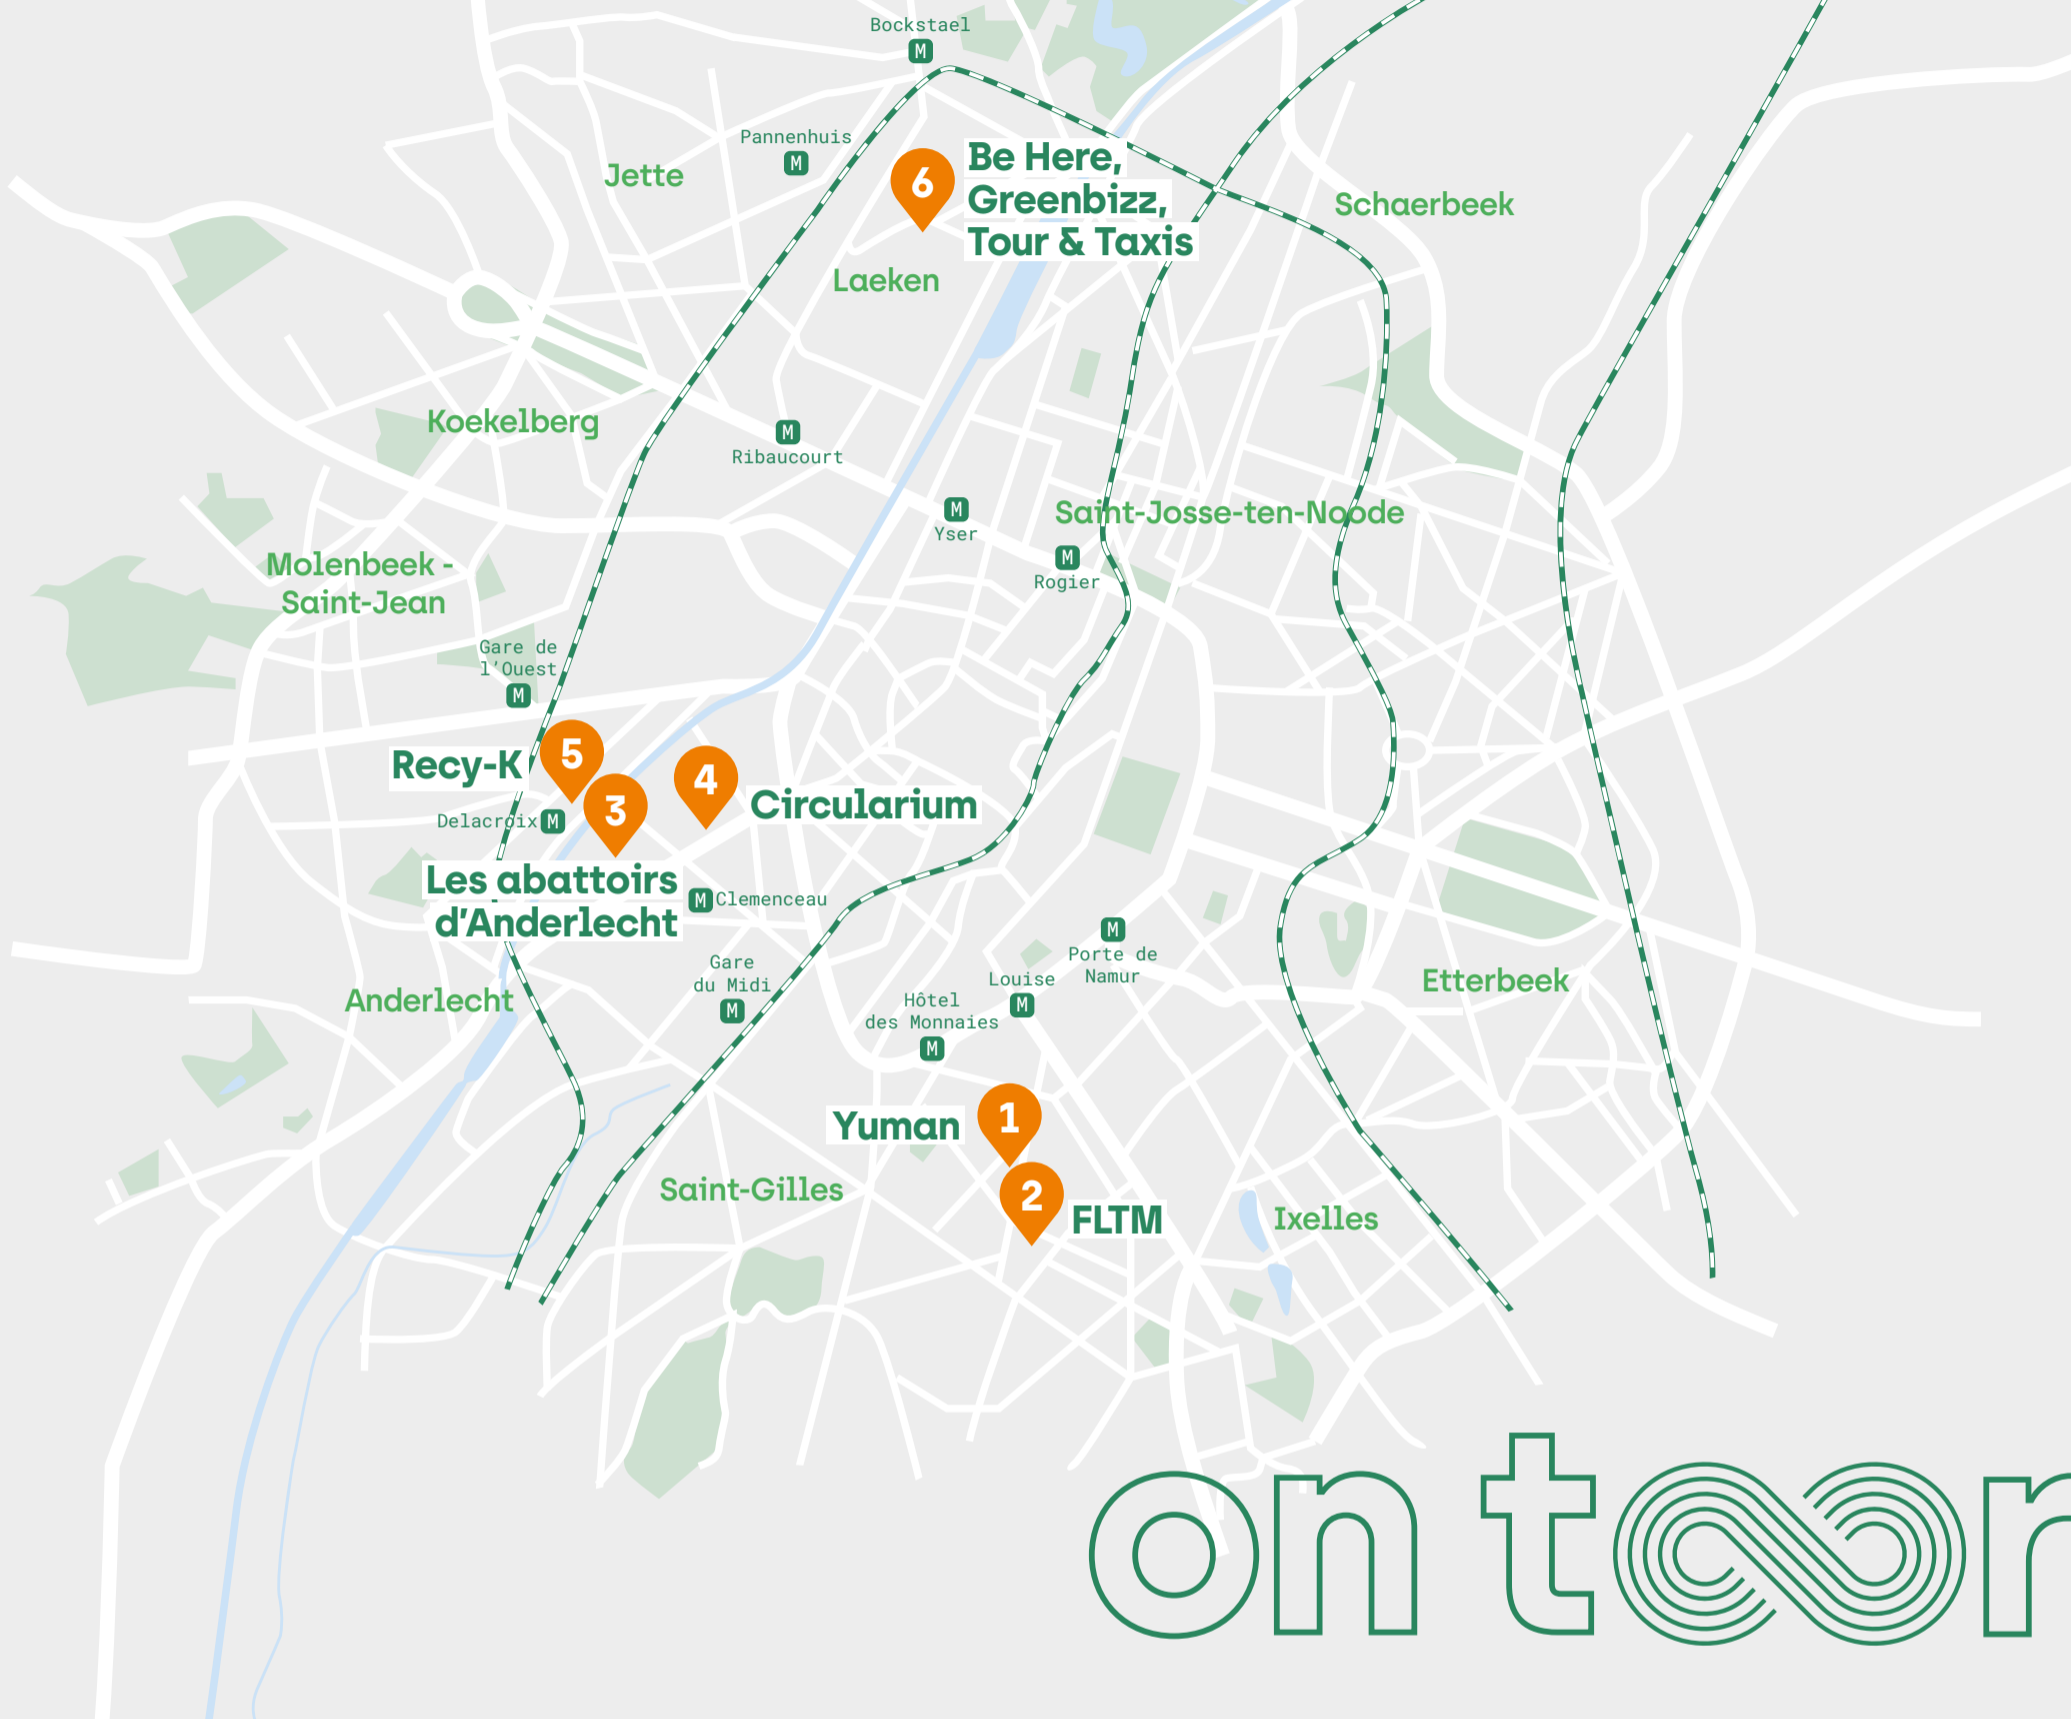 Bockstael
M
Pannenhuis
M
Jette
6
Be Here,
Greenbizz,
Tour & Taxis
Schaerbeek
Laeken
Koekelberg
M
Ribaucourt
M
Yser
Saint-Josse-ten-Noode
M
Rogier
Molenbeek -
Saint-Jean
Gare de
l'Ouest
M
Recy-K
5
3
4
Circularium
Delacroix M
Les abattoirs
d'Anderlecht
M Clemenceau
Gare
du Midi
M
M
Porte de
Namur
Louise
M
Hôtel
des Monnaies
M
Anderlecht
Etterbeek
Yuman
1
2
FLTM
Saint-Gilles
Ixelles
on t